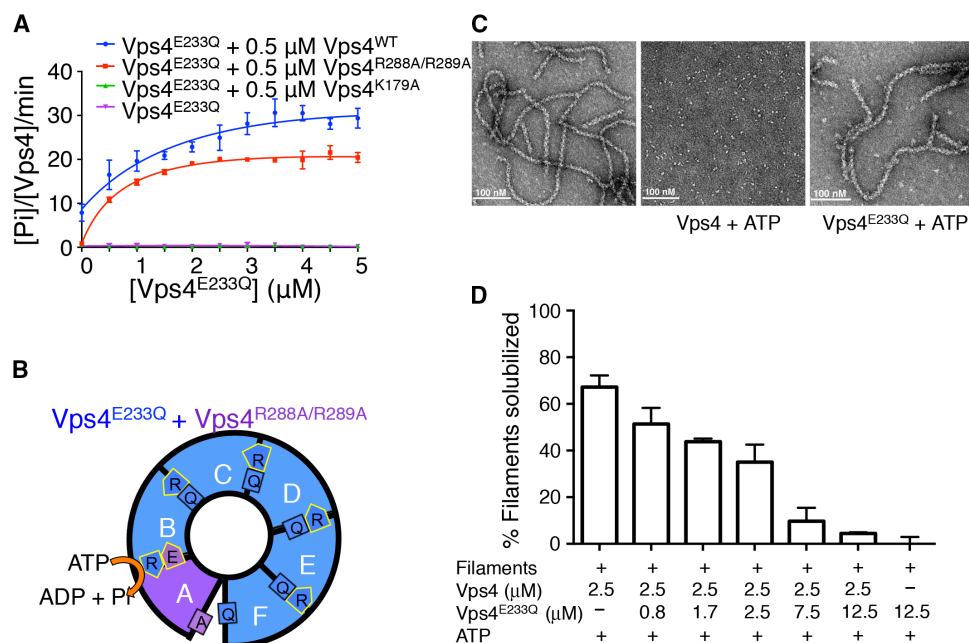 A
Vps4E233Q + 0.5 µM Vps4WT
Vps4E233Q + 0.5 µM Vps4R288A/R289A
Vps4E233Q + 0.5 µM Vps4K179A
Vps4E233Q
[Pi]/[Vps4]/min
40
30
20
10
0
0 1 2 3 4 5
[Vps4E233Q] (µM)
B
Vps4E233Q + Vps4R288A/R289A
C
R
Q
R
Q
D
B
Q
R
R
E
E
ATP
ADP + Pi
A
Q
R
A
Q
F
C
100 nM
100 nM
100 nM
Vps4 + ATP
Vps4E233Q + ATP
D
% Filaments solubilized
100
80
60
40
20
0
Filaments + + + + + + +
Vps4 (µM) 2.5 2.5 2.5 2.5 2.5 2.5 –
Vps4E233Q (µM) – 0.8 1.7 2.5 7.5 12.5 12.5
ATP + + + + + + +